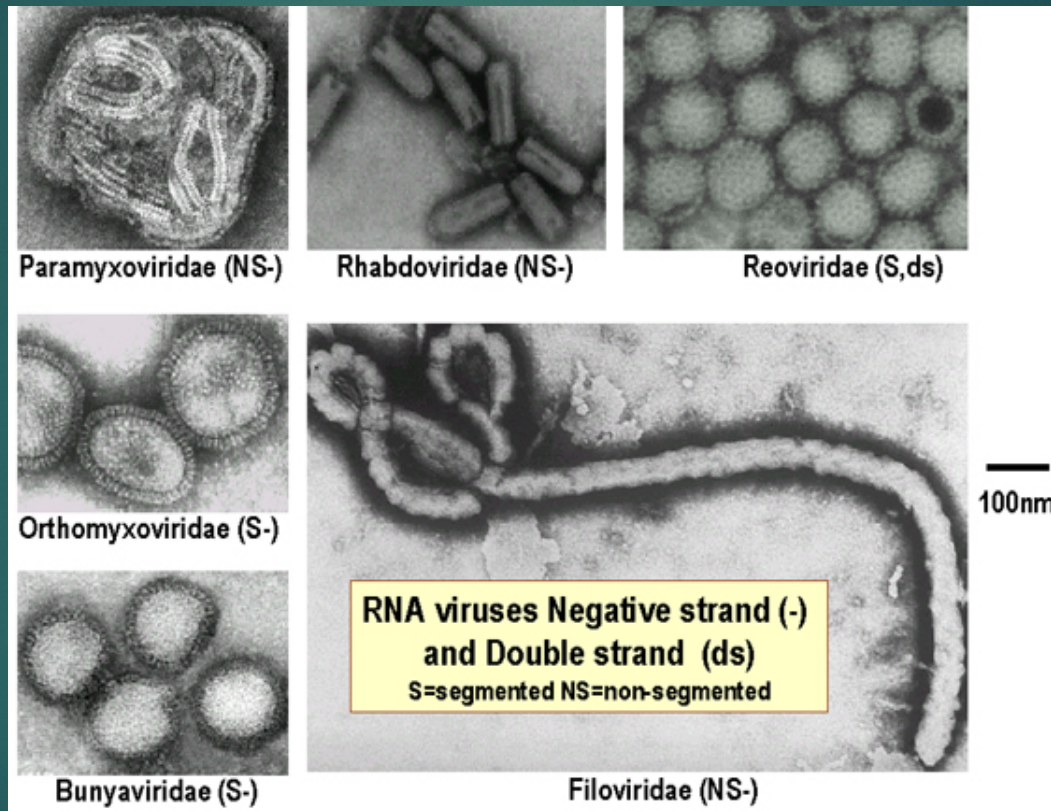 Paramyxoviridae (NS-)
Rhabdoviridae (NS-)
Reoviridae (S,ds)
Orthomyxoviridae (S-)
100nm
RNA viruses Negative strand (-)
and Double strand (ds)
S=segmented NS=non-segmented
Bunyaviridae (S-)
Filoviridae (NS-)